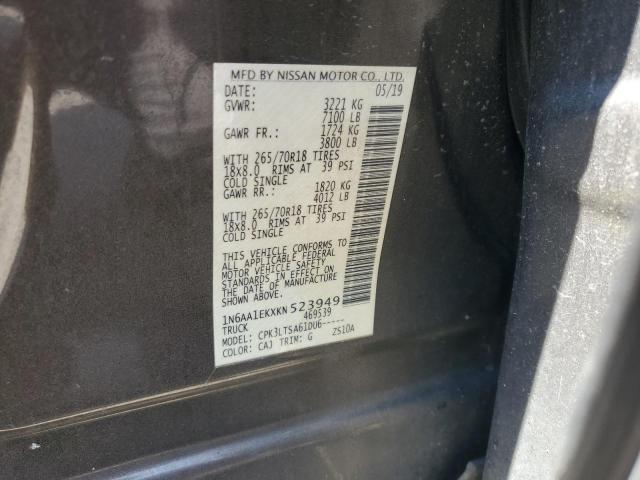 MFD BY NISSAN MOTOR CO., LTD.
DATE: 05/19
GVWR: 3221 KG
7100 LB
GAWR FR.: 1724 KG
3800 LB
WITH 265/70R18 TIRES
18x8.0 RIMS AT 39 PSI
COLD SINGLE
GAWR RR.: 1820 KG
4012 LB
WITH 265/70R18 TIRES
18x8.0 RIMS AT 39 PSI
COLD SINGLE
THIS VEHICLE CONFORMS TO
ALL APPLICABLE FEDERAL
MOTOR VEHICLE SAFETY
STANDARDS IN EFFECT ON
THE DATE OF MANUFACTURE
SHOWN ABOVE.
1N6AA1EKXKN523949
TRUCK 469539
MODEL: CPK3LTSA61DU6-----
COLOR: CAJ TRIM: G ZS10A